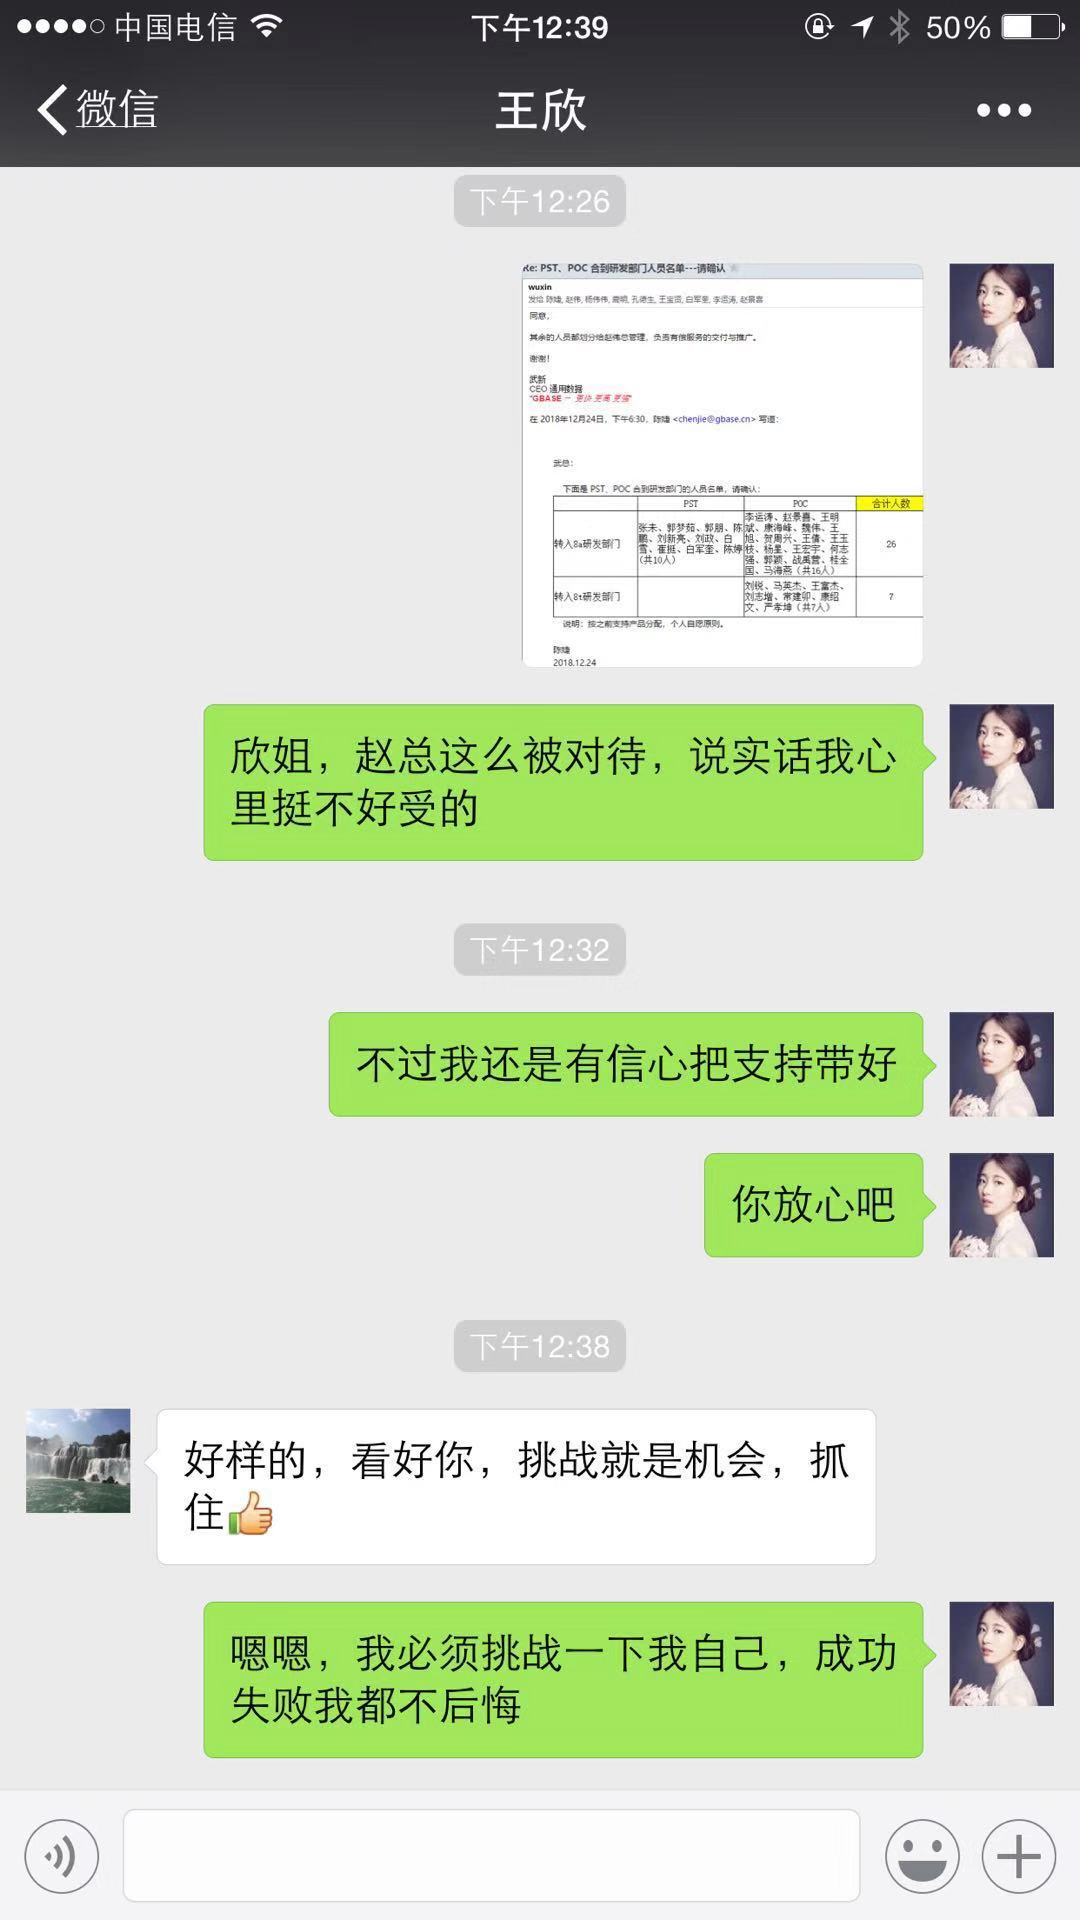 中国电信
下午12:39
50%
微信
王欣
下午12:26
Re: PST、POC 合到研发部门人员名单---请确认
wuxin
发给 陈婕, 赵伟, 杨伟伟, 鹿明, 孔德生, 王宝贤, 白军奎, 李运涛, 赵景喜
同意，
其余的人员都划分给赵伟总管理，负责有偿服务的交付与推广。
谢谢！
武新
CEO 通用数据
"GBASE － 更快 更高 更强"
在 2018年12月24日，下午6:30，陈婕 <chenjie@gbase.cn> 写道：
武总：
下面是 PST、POC 合到研发部门的人员名单，请确认：
PST POC 合计人数
转入8a研发部门
张未、郭梦茹、郭朋、陈
鹏、刘新亮、刘政、白
雪、崔挺、白军奎、陈婷
（共10人）
李运涛、赵景喜、王明
斌、康海峰、魏伟、王
旭、贺周兴、王倩、王玉
枝、杨星、王宏宇、何志
强、郭颖、战禹营、桂全
国、马海燕（共16人）
26
转入8t研发部门
刘锐、马英杰、王富杰、
刘志增、常建卯、康绍
文、严孝坤（共7人）
7
说明：按之前支持产品分配，个人自愿原则。
陈婕
2018.12.24
欣姐，赵总这么被对待，说实话我心
里挺不好受的
下午12:32
不过我还是有信心把支持带好
你放心吧
下午12:38
好样的，看好你，挑战就是机会，抓
住👍
嗯嗯，我必须挑战一下我自己，成功
失败我都不后悔